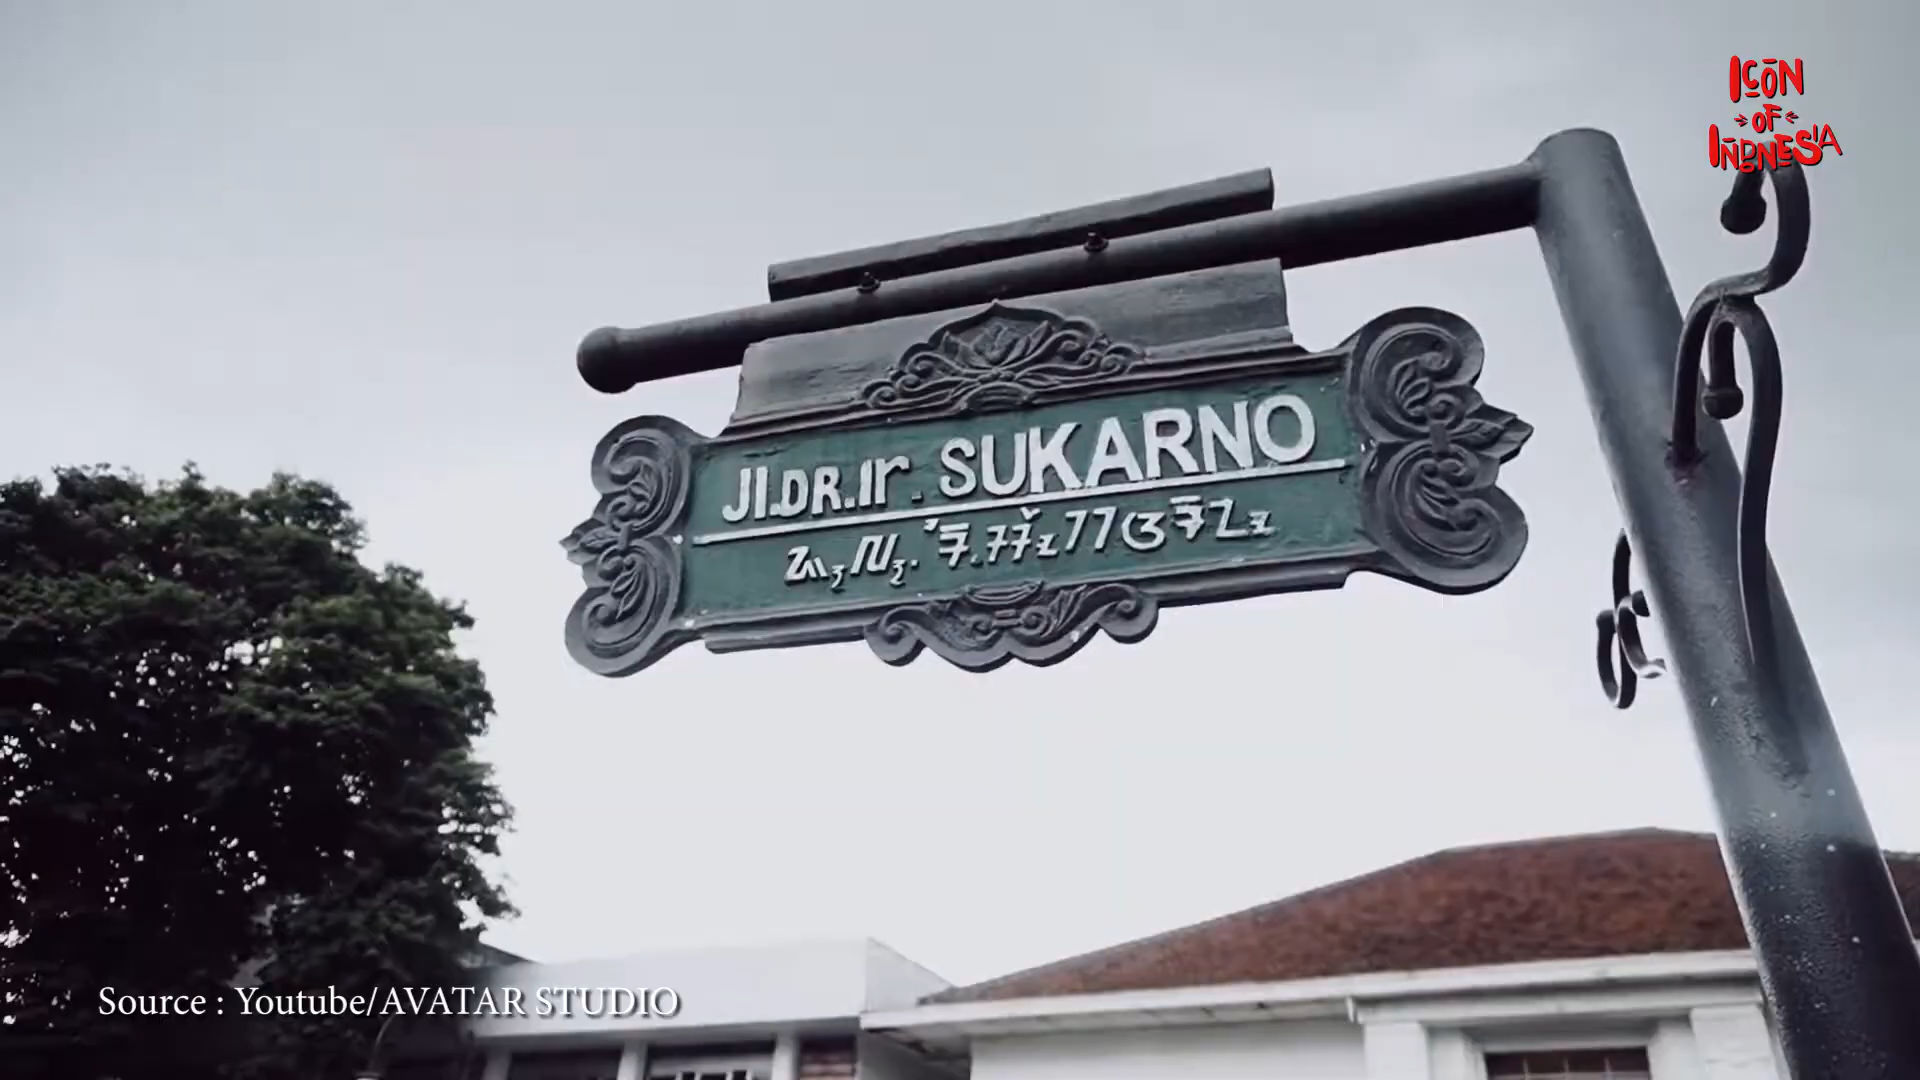 ICON
OF
INDONESIA
Jl.DR.Ir. SUKARNO
Source : Youtube/AVATAR STUDIO